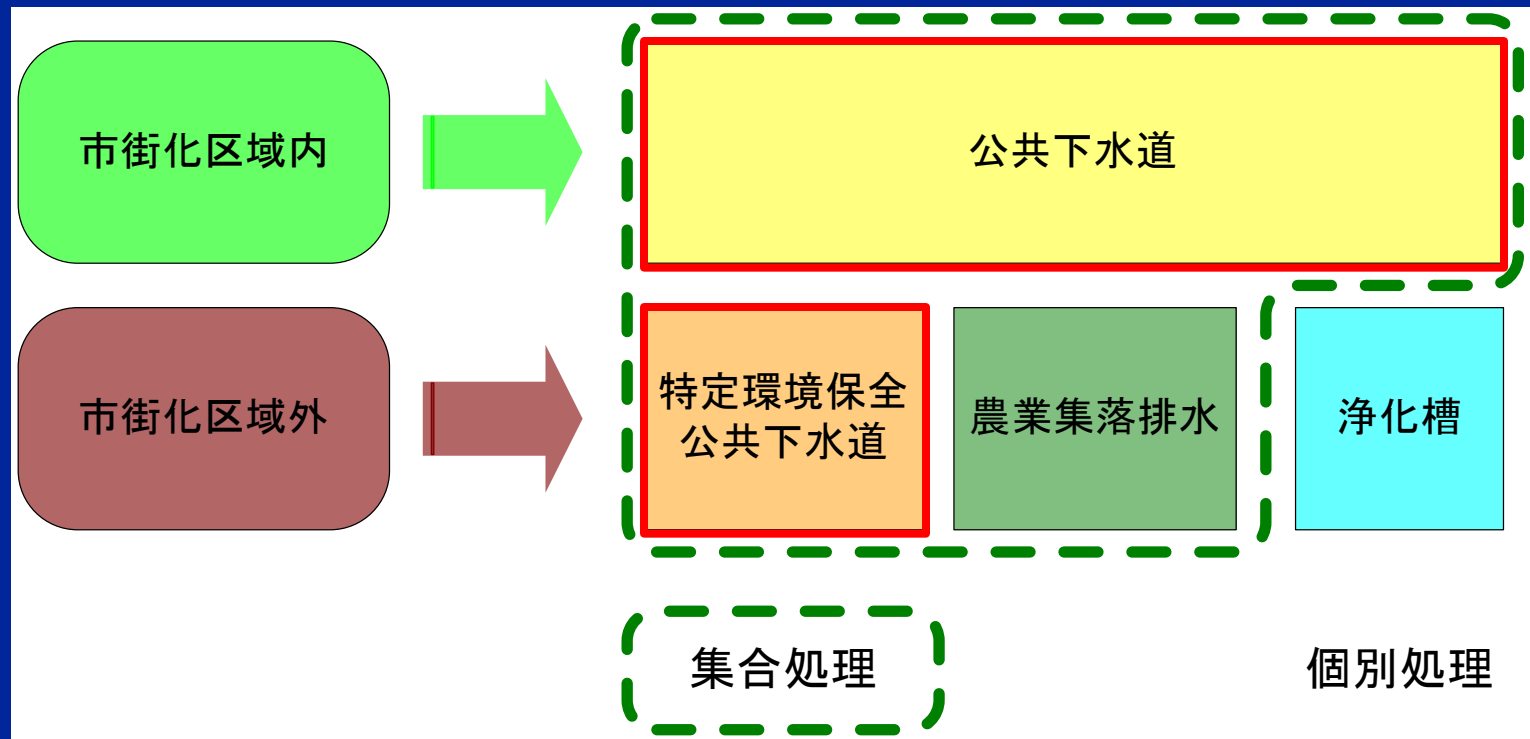 市街化区域内
公共下水道
市街化区域外
特定環境保全
公共下水道
農業集落排水
浄化槽
集合処理
個別処理